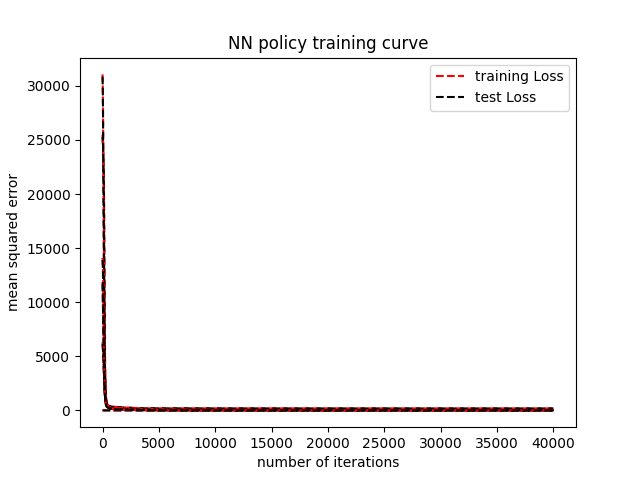 NN policy training curve
training Loss
test Loss
mean squared error
30000
25000
20000
15000
10000
5000
0
0 5000 10000 15000 20000 25000 30000 35000 40000
number of iterations